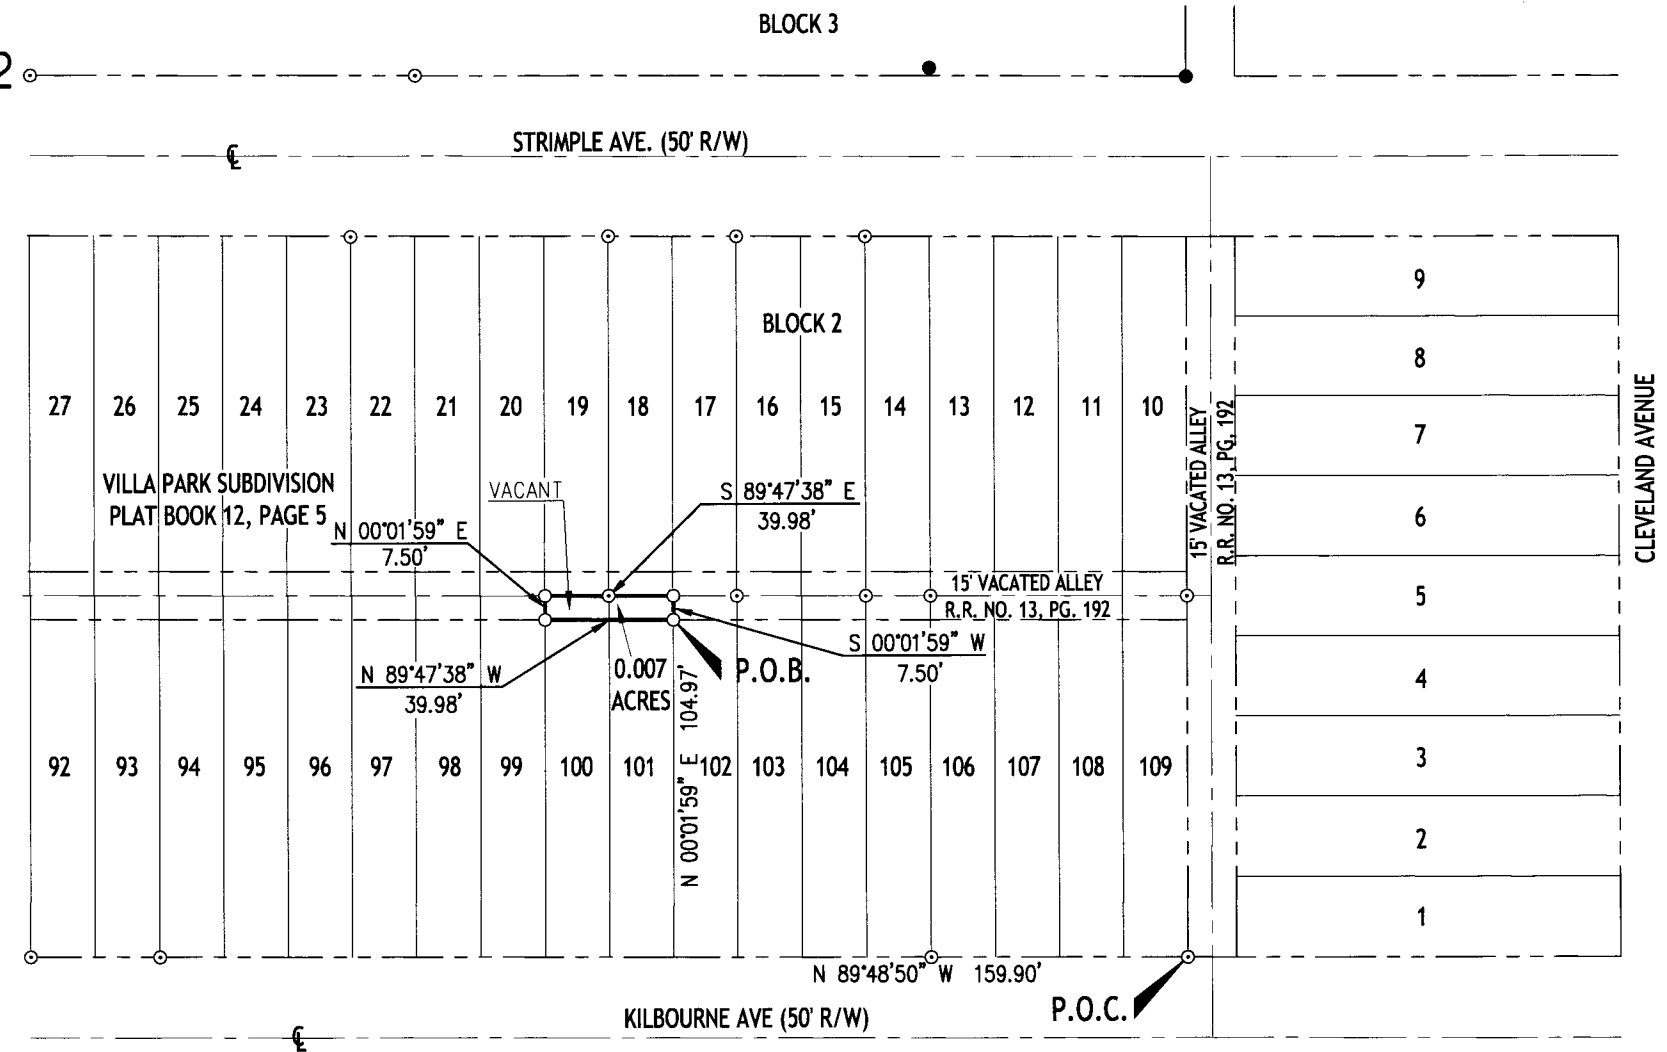 BLOCK 3
2
STRIMPLE AVE. (50' R/W)
℄
BLOCK 2
9
8
7
6
5
4
3
2
1
CLEVELAND AVENUE
27 26 25 24 23 22 21 20 19 18 17 16 15 14 13 12 11 10
15' VACATED ALLEY
R.R. NO. 13, PG. 192
VILLA PARK SUBDIVISION
PLAT BOOK 12, PAGE 5
VACANT
S 89°47'38" E
39.98'
N 00°01'59" E
7.50'
15' VACATED ALLEY
R.R. NO. 13, PG. 192
S 00°01'59" W
7.50'
N 89°47'38" W
39.98'
0.007
ACRES
P.O.B.
N 00°01'59" E 104.97'
92 93 94 95 96 97 98 99 100 101 102 103 104 105 106 107 108 109
N 89°48'50" W 159.90'
P.O.C.
KILBOURNE AVE (50' R/W)
℄